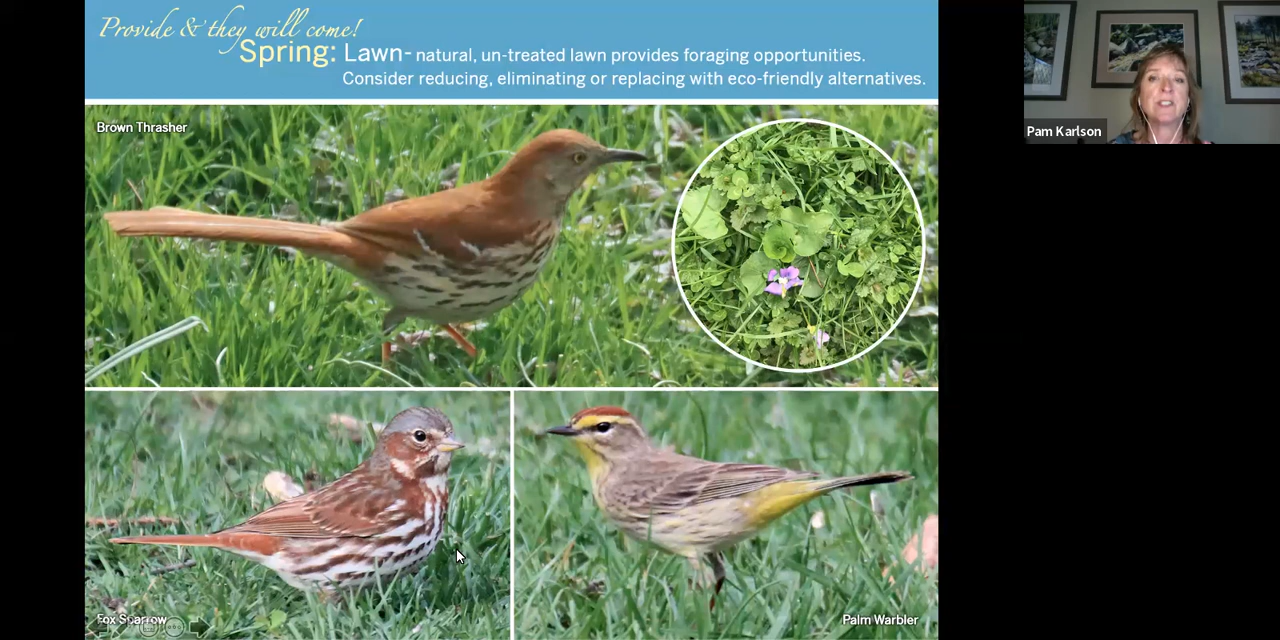 Provide & they will come!
Spring: Lawn- natural, un-treated lawn provides foraging opportunities.
Consider reducing, eliminating or replacing with eco-friendly alternatives.
Brown Thrasher
Pam Karlson
Fox Sparrow
Palm Warbler